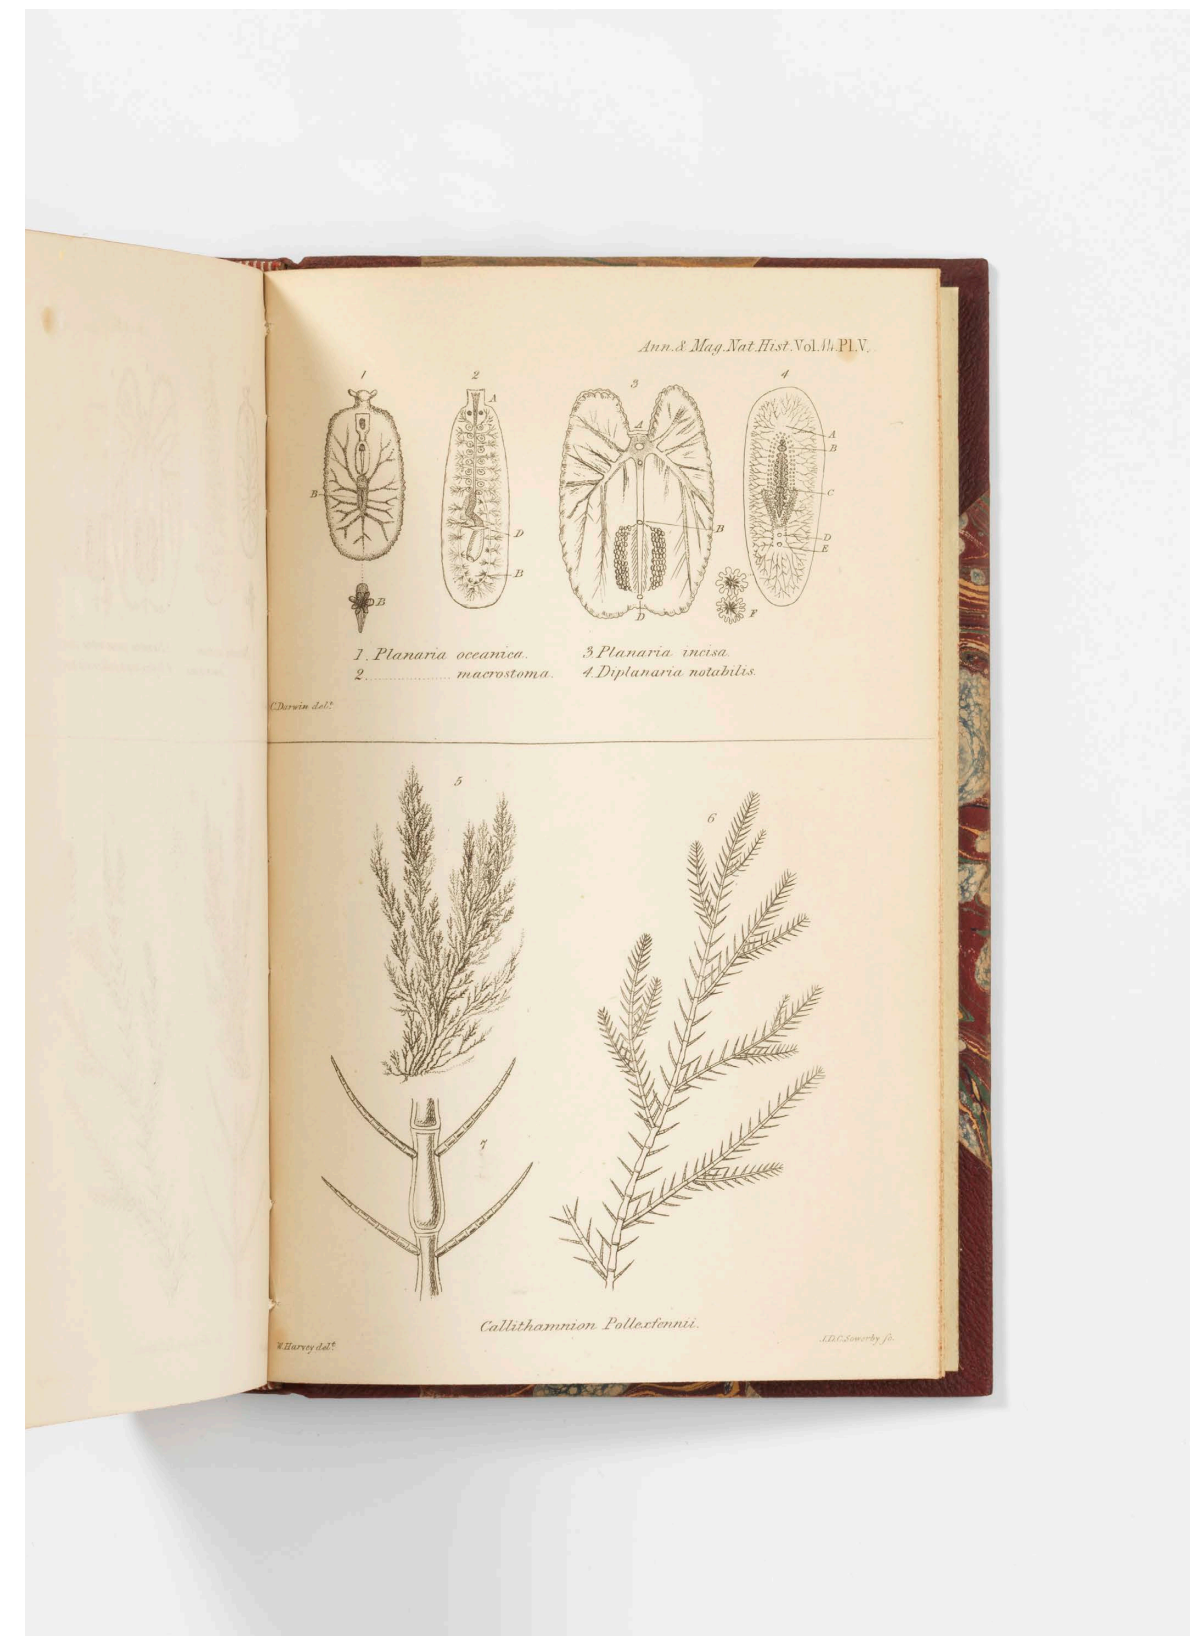 Ann. & Mag. Nat. Hist. Vol. 14. Pl. V.
1
2
3
4
A
A
A
B
B
B
C
D
D
E
B
B
D
F
1. Planaria oceanica.
2 .................... macrostoma.
3 Planaria incisa.
4. Diplanaria notabilis.
C. Darwin delt.
5
6
7
Callithamnion Pollexfennii.
W. Harvey delt.
J.D.C. Sowerby fc.